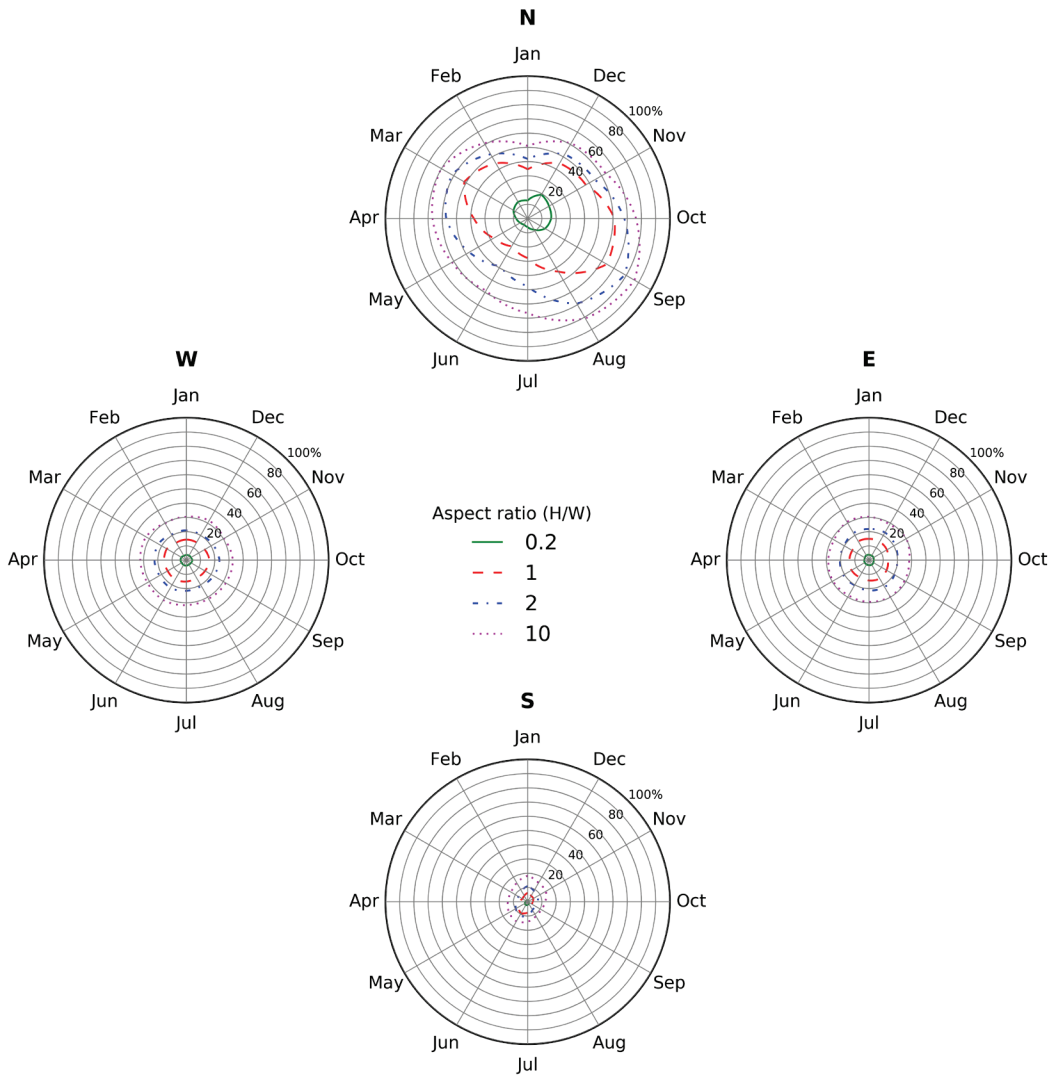 N
Jan
Feb
Dec
100%
Mar
80
Nov
60
40
20
Apr
Oct
May
Sep
Jun
Aug
Jul
W
Jan
Feb
Dec
100%
Mar
80
Nov
60
40
20
Apr
Oct
May
Sep
Jun
Aug
Jul
E
Jan
Feb
Dec
100%
Mar
80
Nov
60
40
20
Apr
Oct
May
Sep
Jun
Aug
Jul
Aspect ratio (H/W)
0.2
1
2
10
S
Jan
Feb
Dec
100%
Mar
80
Nov
60
40
20
Apr
Oct
May
Sep
Jun
Aug
Jul